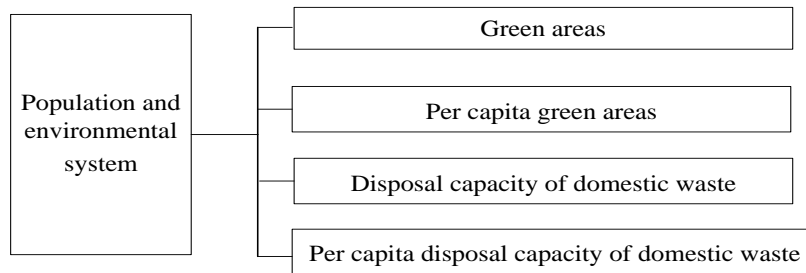 Green areas
Population and
environmental
system
Per capita green areas
Disposal capacity of domestic waste
Per capita disposal capacity of domestic waste